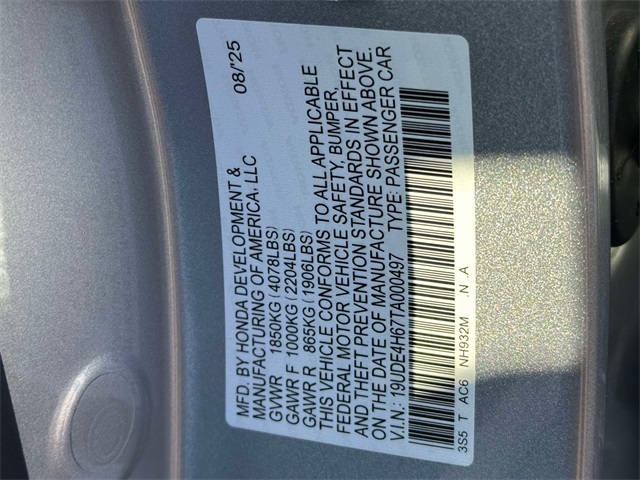 MFD. BY HONDA DEVELOPMENT & 08/'25
MANUFACTURING OF AMERICA, LLC
GVWR 1850KG(4078LBS)
GAWR F 1000KG(2204LBS)
GAWR R 865KG(1906LBS)
THIS VEHICLE CONFORMS TO ALL APPLICABLE
FEDERAL MOTOR VEHICLE SAFETY, BUMPER,
AND THEFT PREVENTION STANDARDS IN EFFECT
ON THE DATE OF MANUFACTURE SHOWN ABOVE.
V.I.N.: 19UDE4H67TA000497 TYPE: PASSENGER CAR
3S5 T AC6 NH932M .N .A